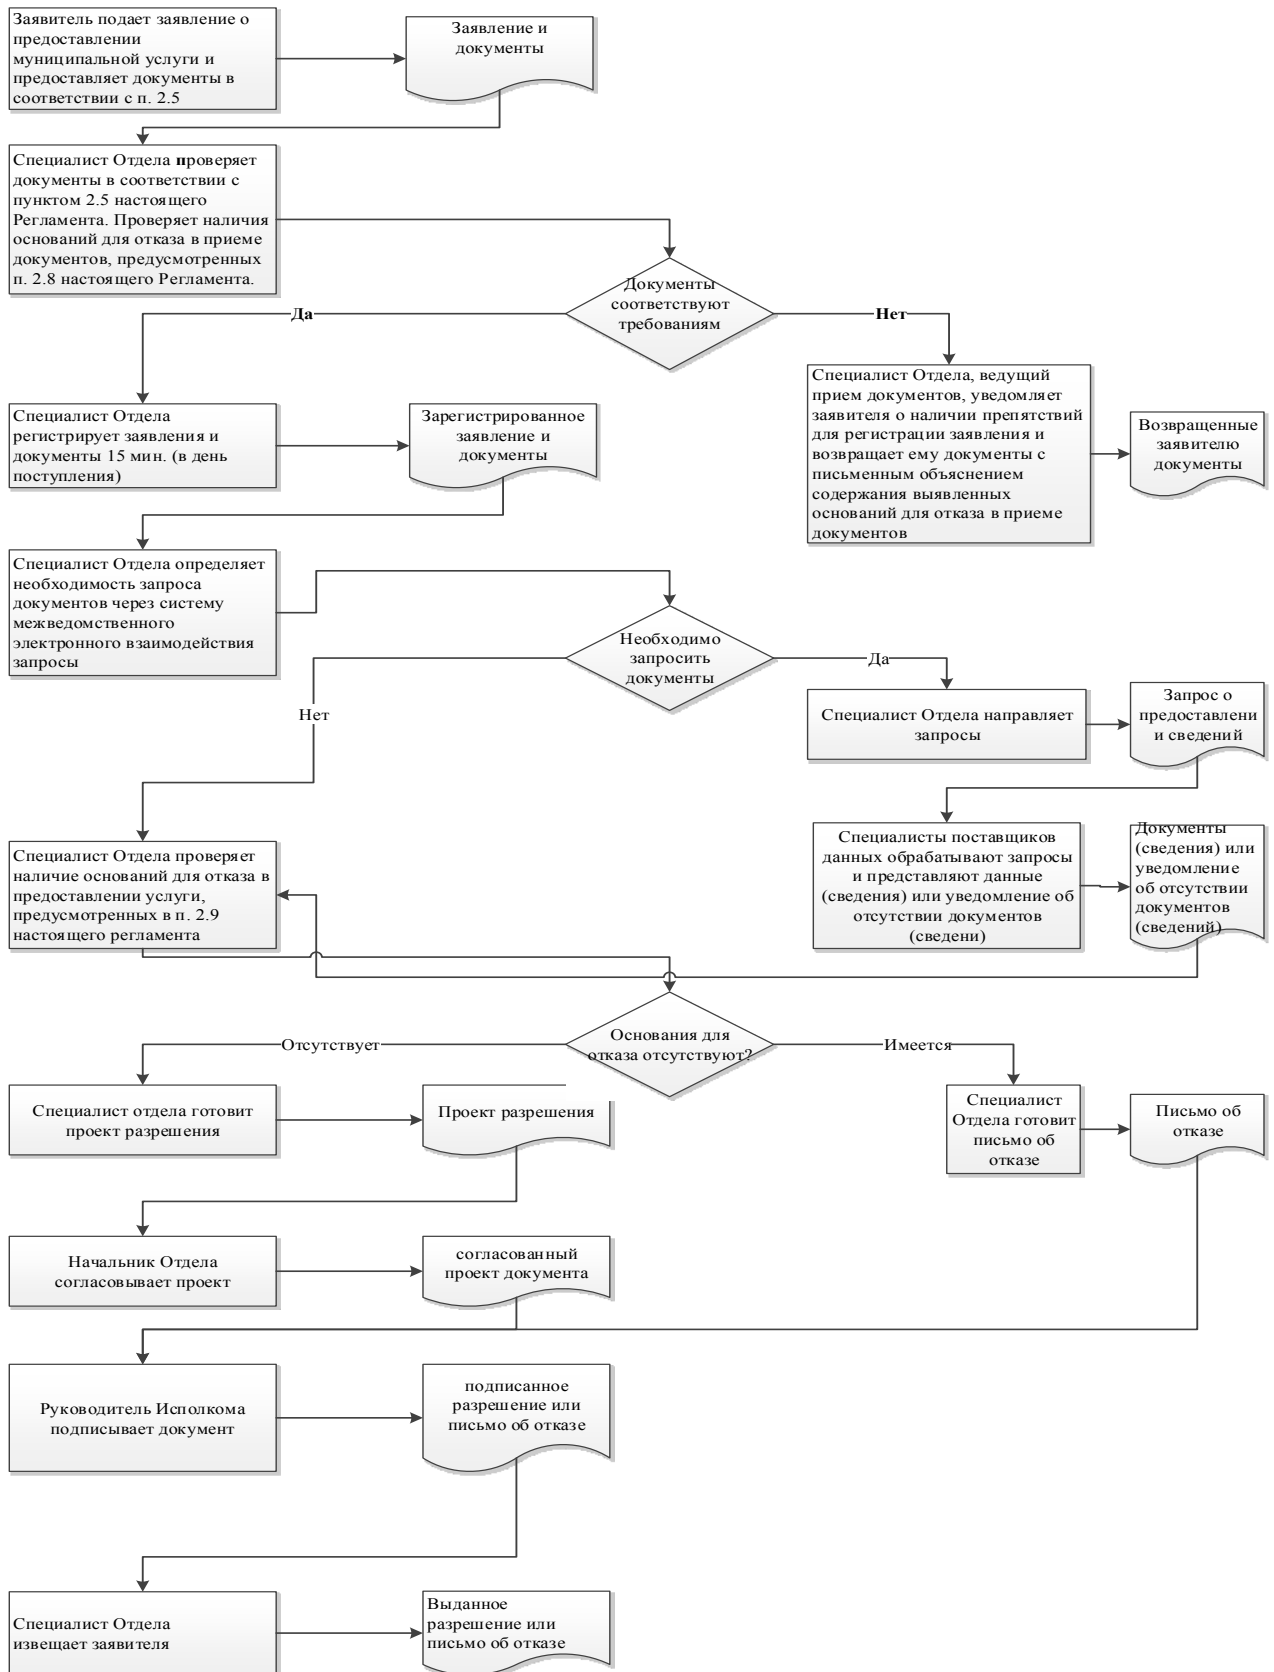 Заявитель подает заявление о
предоставлении
муниципальной услуги и
предоставляет документы в
соответствии с п. 2.5
Заявление и
документы
Специалист Отдела проверяет
документы в соответствии с
пунктом 2.5 настоящего
Регламента. Проверяет наличия
оснований для отказа в приеме
документов, предусмотренных
п. 2.8 настоящего Регламента.
Документы
соответствуют
требованиям
Да
Нет
Специалист Отдела
регистрирует заявления и
документы 15 мин. (в день
поступления)
Зарегистрированное
заявление и
документы
Специалист Отдела, ведущий
прием документов, уведомляет
заявителя о наличии препятствий
для регистрации заявления и
возвращает ему документы с
письменным объяснением
содержания выявленных
оснований для отказа в приеме
документов
Возвращенные
заявителю
документы
Специалист Отдела определяет
необходимость запроса
документов через систему
межведомственного
электронного взаимодействия
запросы
Необходимо
запросить
документы
Да
Нет
Специалист Отдела направляет
запросы
Запрос о
предоставлени
и сведений
Специалист Отдела проверяет
наличие оснований для отказа в
предоставлении услуги,
предусмотренных в п. 2.9
настоящего регламента
Специалисты поставщиков
данных обрабатывают запросы
и представляют данные
(сведения) или уведомление об
отсутствии документов
(сведени)
Документы
(сведения) или
уведомление
об отсутствии
документов
(сведений)
Основания для
отказа отсутствуют?
Отсутствует
Имеется
Специалист отдела готовит
проект разрешения
Проект разрешения
Специалист
Отдела готовит
письмо об
отказе
Письмо об
отказе
Начальник Отдела
согласовывает проект
согласованный
проект документа
Руководитель Исполкома
подписывает документ
подписанное
разрешение или
письмо об отказе
Специалист Отдела
извещает заявителя
Выданное
разрешение или
письмо об отказе